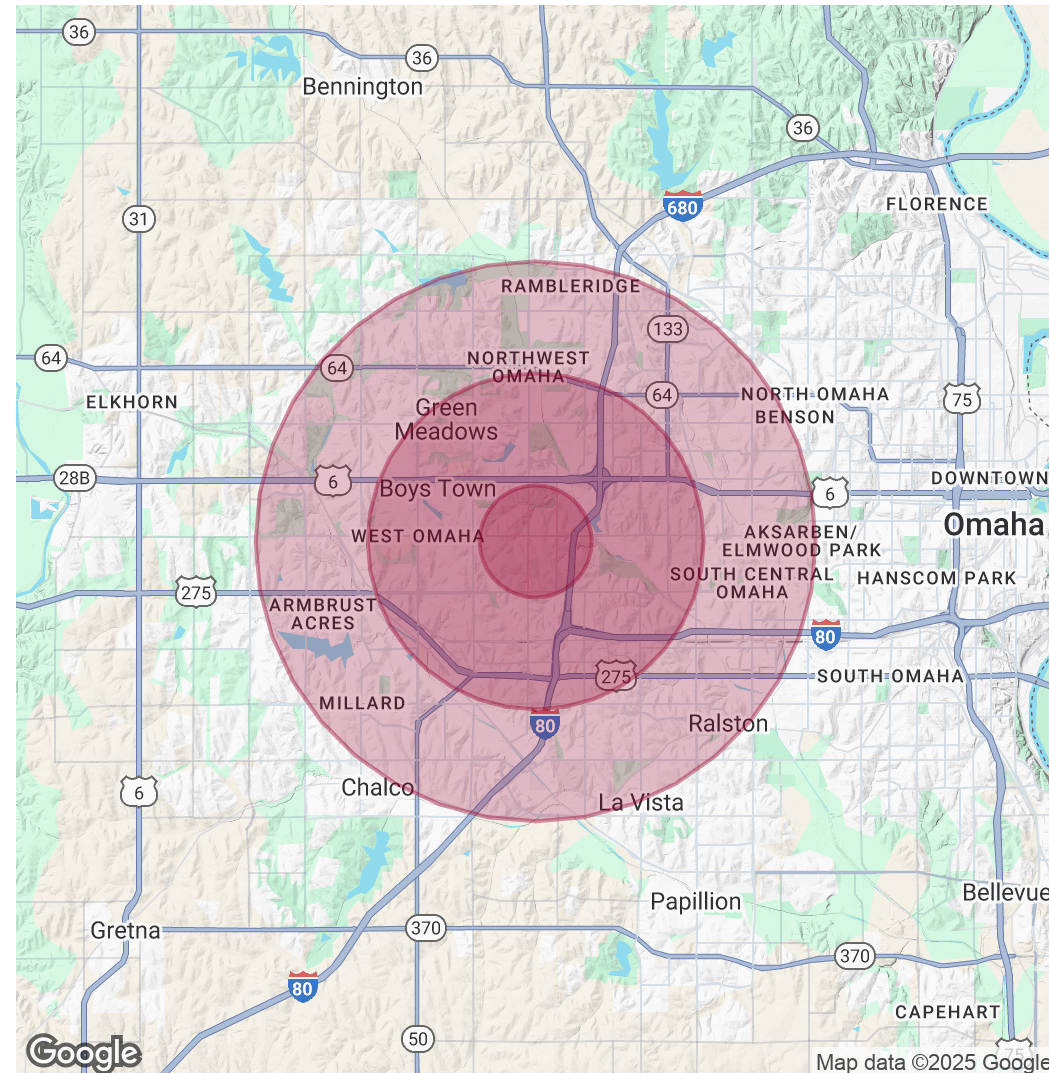 36
36
Bennington
36
31
680
FLORENCE
RAMBLERIDGE
133
64
64
NORTHWEST
OMAHA
ELKHORN
Green
Meadows
64
NORTH OMAHA
BENSON
75
28B
6
Boys Town
6
DOWNTOWN
Omaha
WEST OMAHA
AKSARBEN/
ELMWOOD PARK
SOUTH CENTRAL
OMAHA
HANSCOM PARK
275
ARMBRUST
ACRES
80
275
SOUTH OMAHA
MILLARD
80
Ralston
6
Chalco
La Vista
Papillion
Bellevue
Gretna
370
370
80
CAPEHART
50
75
Google
Map data ©2025 Google